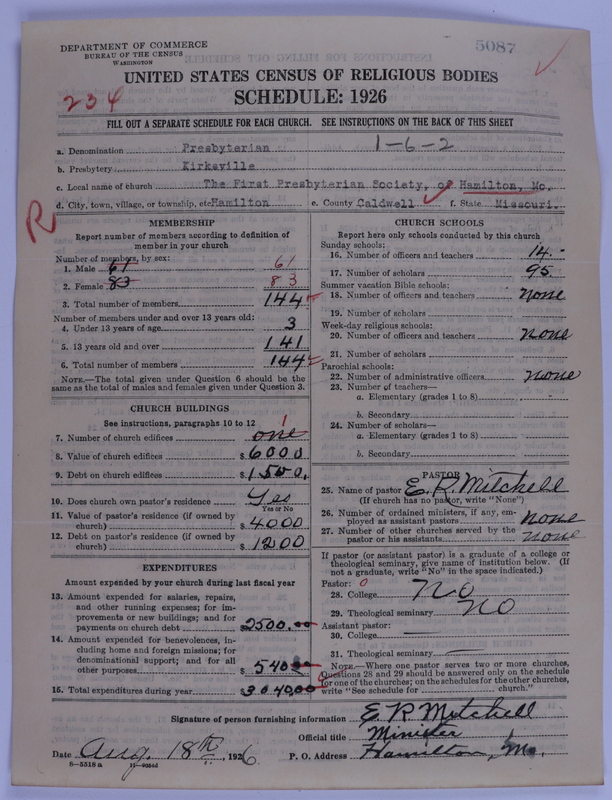 DEPARTMENT OF COMMERCE
BUREAU OF THE CENSUS
WASHINGTON
5087
UNITED STATES CENSUS OF RELIGIOUS BODIES
SCHEDULE: 1926
234
FILL OUT A SEPARATE SCHEDULE FOR EACH CHURCH. SEE INSTRUCTIONS ON THE BACK OF THIS SHEET
a. Denomination Presbyterian 1-6-2
b. Presbytery Kirksville
c. Local name of church The First Presbyterian Society, of Hamilton, Mo.
d. City, town, village, or township, etc Hamilton e. County Caldwell f. State Missouri.
R
MEMBERSHIP
Report number of members according to definition of
member in your church
Number of members, by sex:
1. Male 61 61
2. Female 83 83
3. Total number of members 144
Number of members under and over 13 years old:
4. Under 13 years of age 3
5. 13 years old and over 141
6. Total number of members 144
NOTE.—The total given under Question 6 should be
the same as the total of males and females given under Question 3.
CHURCH BUILDINGS
See instructions, paragraphs 10 to 12
1
7. Number of church edifices one
8. Value of church edifices $ 6000
9. Debt on church edifices $ 1500.
10. Does church own pastor's residence Yes
Yes or No
11. Value of pastor's residence (if owned by
church) $ 4000
12. Debt on pastor's residence (if owned by
church) $ 1200
EXPENDITURES
Amount expended by your church during last fiscal year
13. Amount expended for salaries, repairs,
and other running expenses; for im-
provements or new buildings; and for
payments on church debt $ 2500.00
14. Amount expended for benevolences, in-
cluding home and foreign missions; for
denominational support; and for all
other purposes $ 540.00
15. Total expenditures during year $ 3040.00
CHURCH SCHOOLS
Report here only schools conducted by this church
Sunday schools:
16. Number of officers and teachers 14.
17. Number of scholars 95
Summer vacation Bible schools:
18. Number of officers and teachers none
19. Number of scholars
Week-day religious schools:
20. Number of officers and teachers none
21. Number of scholars
Parochial schools:
22. Number of administrative officers none
23. Number of teachers—
a. Elementary (grades 1 to 8)
b. Secondary
24. Number of scholars—
a. Elementary (grades 1 to 8)
b. Secondary
PASTOR
25. Name of pastor E. R. Mitchell
(If church has no pastor, write "None")
26. Number of ordained ministers, if any, em-
ployed as assistant pastors none
27. Number of other churches served by the
pastor or his assistants none
If pastor (or assistant pastor) is a graduate of a college or
theological seminary, give name of institution below. (If
not a graduate, write "No" in the space indicated.)
Pastor: 0
28. College No
29. Theological seminary No
Assistant pastor:
30. College —
31. Theological seminary —
NOTE.—Where one pastor serves two or more churches,
Questions 28 and 29 should be answered only on the schedule
for one of the churches; on the schedules for the other churches,
write "See schedule for church."
Signature of person furnishing information E. R Mitchell
Official title Minister
Date Aug. 18th, 1926 P. O. Address Hamilton, Mo.
8—5518 a